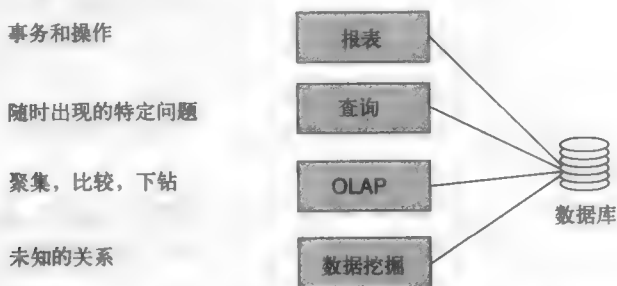 事务和操作
报表
随时出现的特定问题
查询
聚集，比较，下钻
OLAP
数据库
未知的关系
数据挖掘